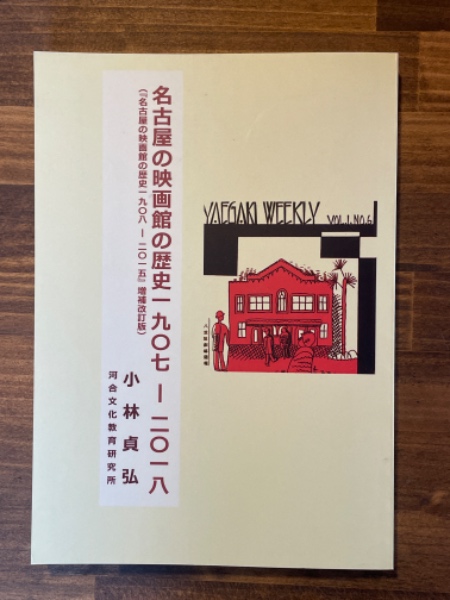 名古屋の映画館の歴史一九〇七 ー 二〇一八
(『名古屋の映画館の歴史一九〇八 ー 二〇一五』増補改訂版)
小林貞弘
河合文化教育研究所
YAEGAKI WEEKLY VOL.1.NO.6